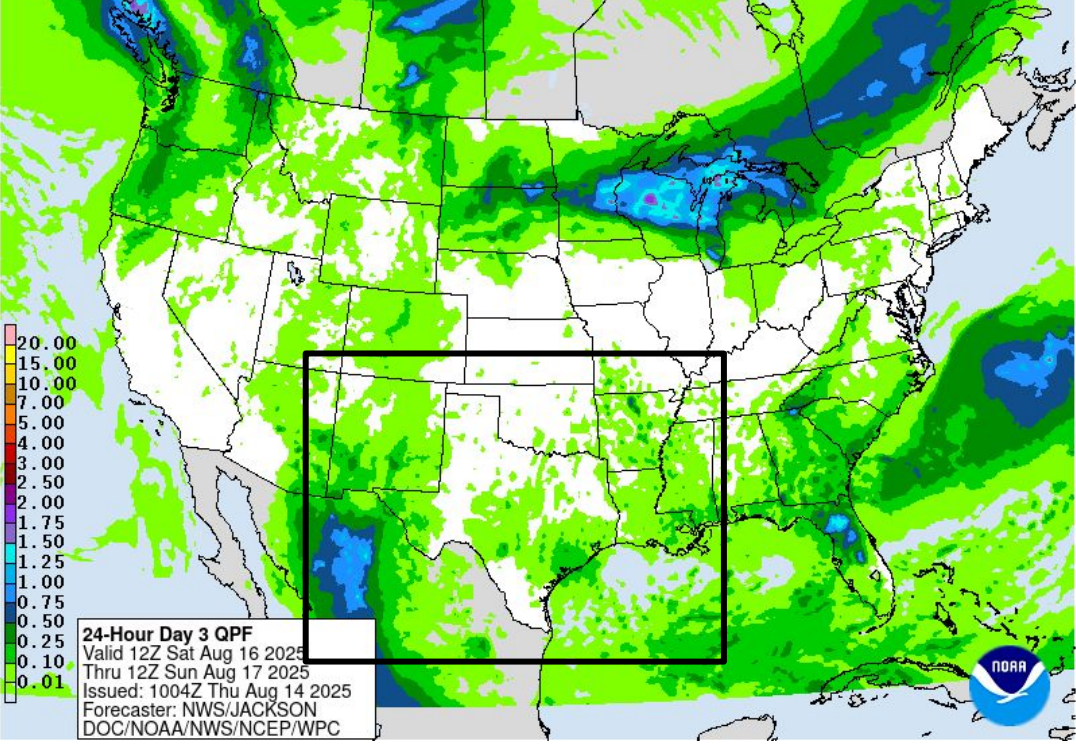 20.00
15.00
10.00
7.00
5.00
4.00
3.00
2.50
2.00
1.75
1.50
1.25
1.00
0.75
0.50
0.25
0.10
0.01
24-Hour Day 3 QPF
Valid 12Z Sat Aug 16 2025
Thru 12Z Sun Aug 17 2025
Issued: 1004Z Thu Aug 14 2025
Forecaster: NWS/JACKSON
DOC/NOAA/NWS/NCEP/WPC
NOAA